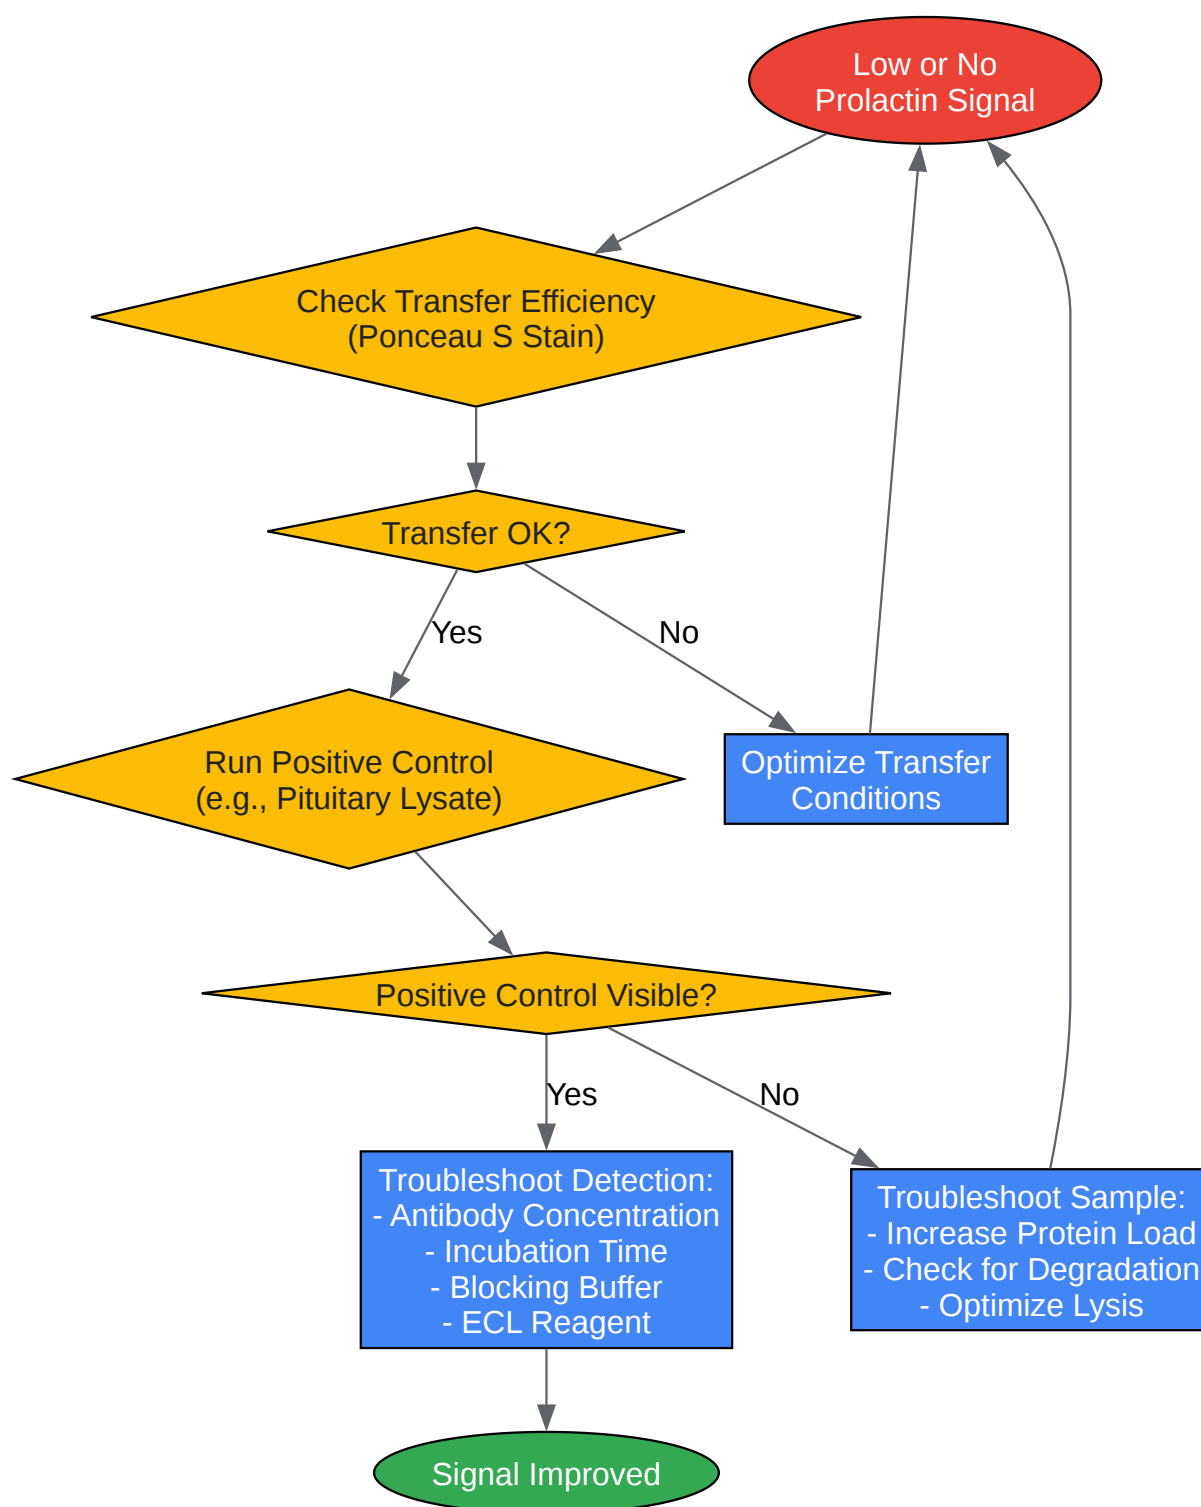 Low or No
Prolactin Signal
Check Transfer Efficiency
(Ponceau S Stain)
Transfer OK?
Yes
No
Run Positive Control
(e.g., Pituitary Lysate)
Optimize Transfer
Conditions
Positive Control Visible?
Yes
No
Troubleshoot Detection:
- Antibody Concentration
- Incubation Time
- Blocking Buffer
- ECL Reagent
Troubleshoot Sample:
- Increase Protein Load
- Check for Degradation
- Optimize Lysis
Signal Improved